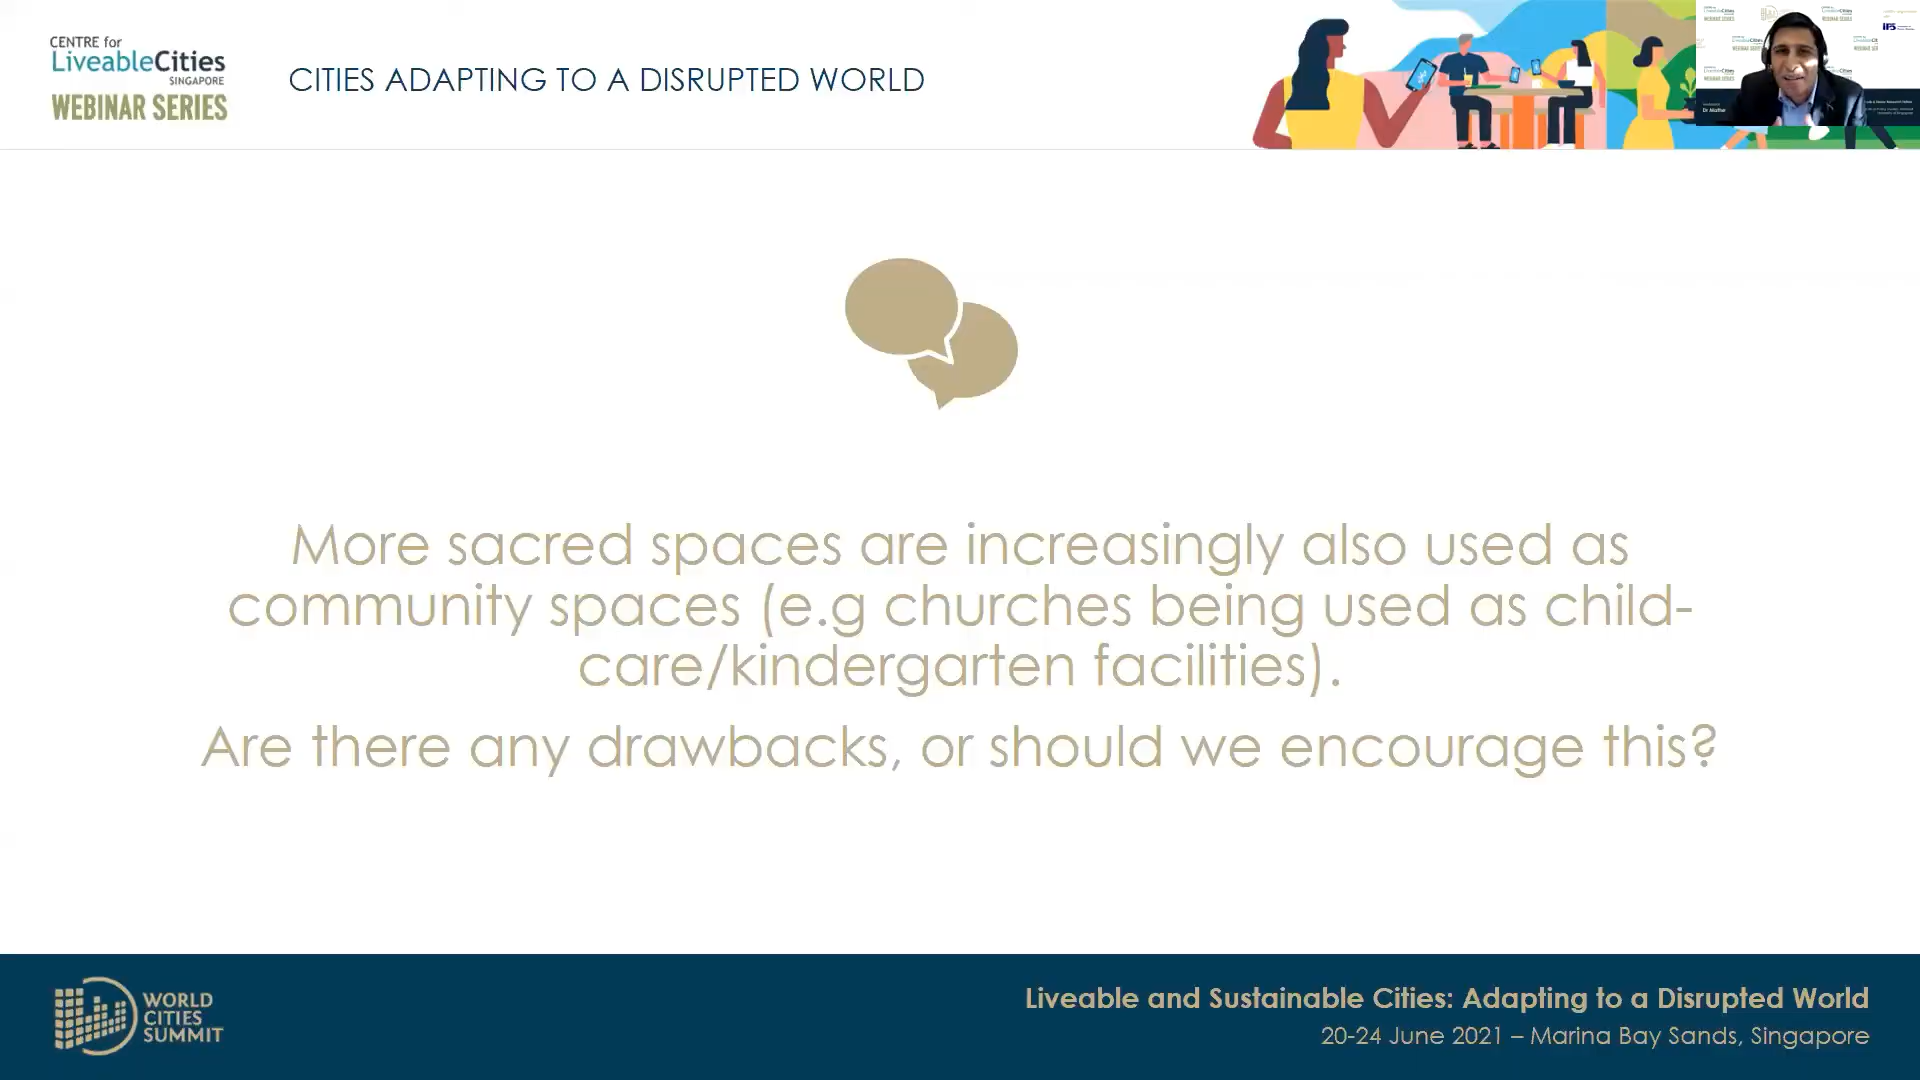 CENTRE for
LiveableCities
SINGAPORE
WEBINAR SERIES
CITIES ADAPTING TO A DISRUPTED WORLD
More sacred spaces are increasingly also used as
community spaces (e.g churches being used as child-
care/kindergarten facilities).
Are there any drawbacks, or should we encourage this?
WORLD
CITIES
SUMMIT
Liveable and Sustainable Cities: Adapting to a Disrupted World
20-24 June 2021 – Marina Bay Sands, Singapore